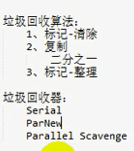 垃圾回收算法：
1、标记-清除
2、复制
二分之一
3、标记-整理
垃圾回收器：
Serial
ParNew
Parallel Scavenge